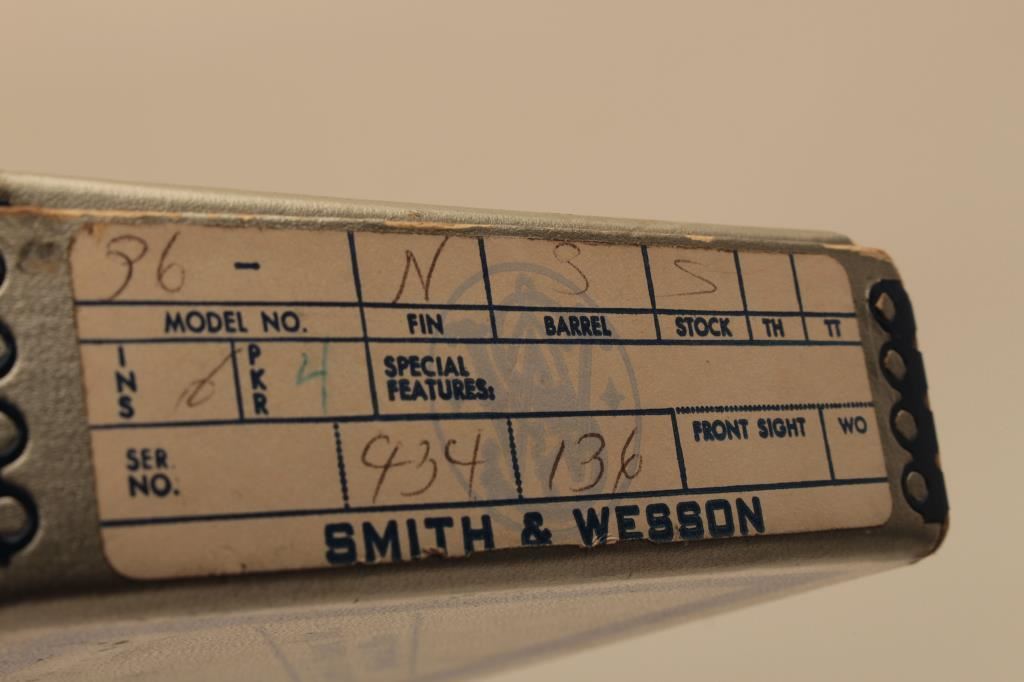 36 - N 3 S
MODEL NO. FIN BARREL STOCK TH TT
INS 6 PKR 4 SPECIAL FEATURES:
FRONT SIGHT WO
SER. NO. 434 136
SMITH & WESSON